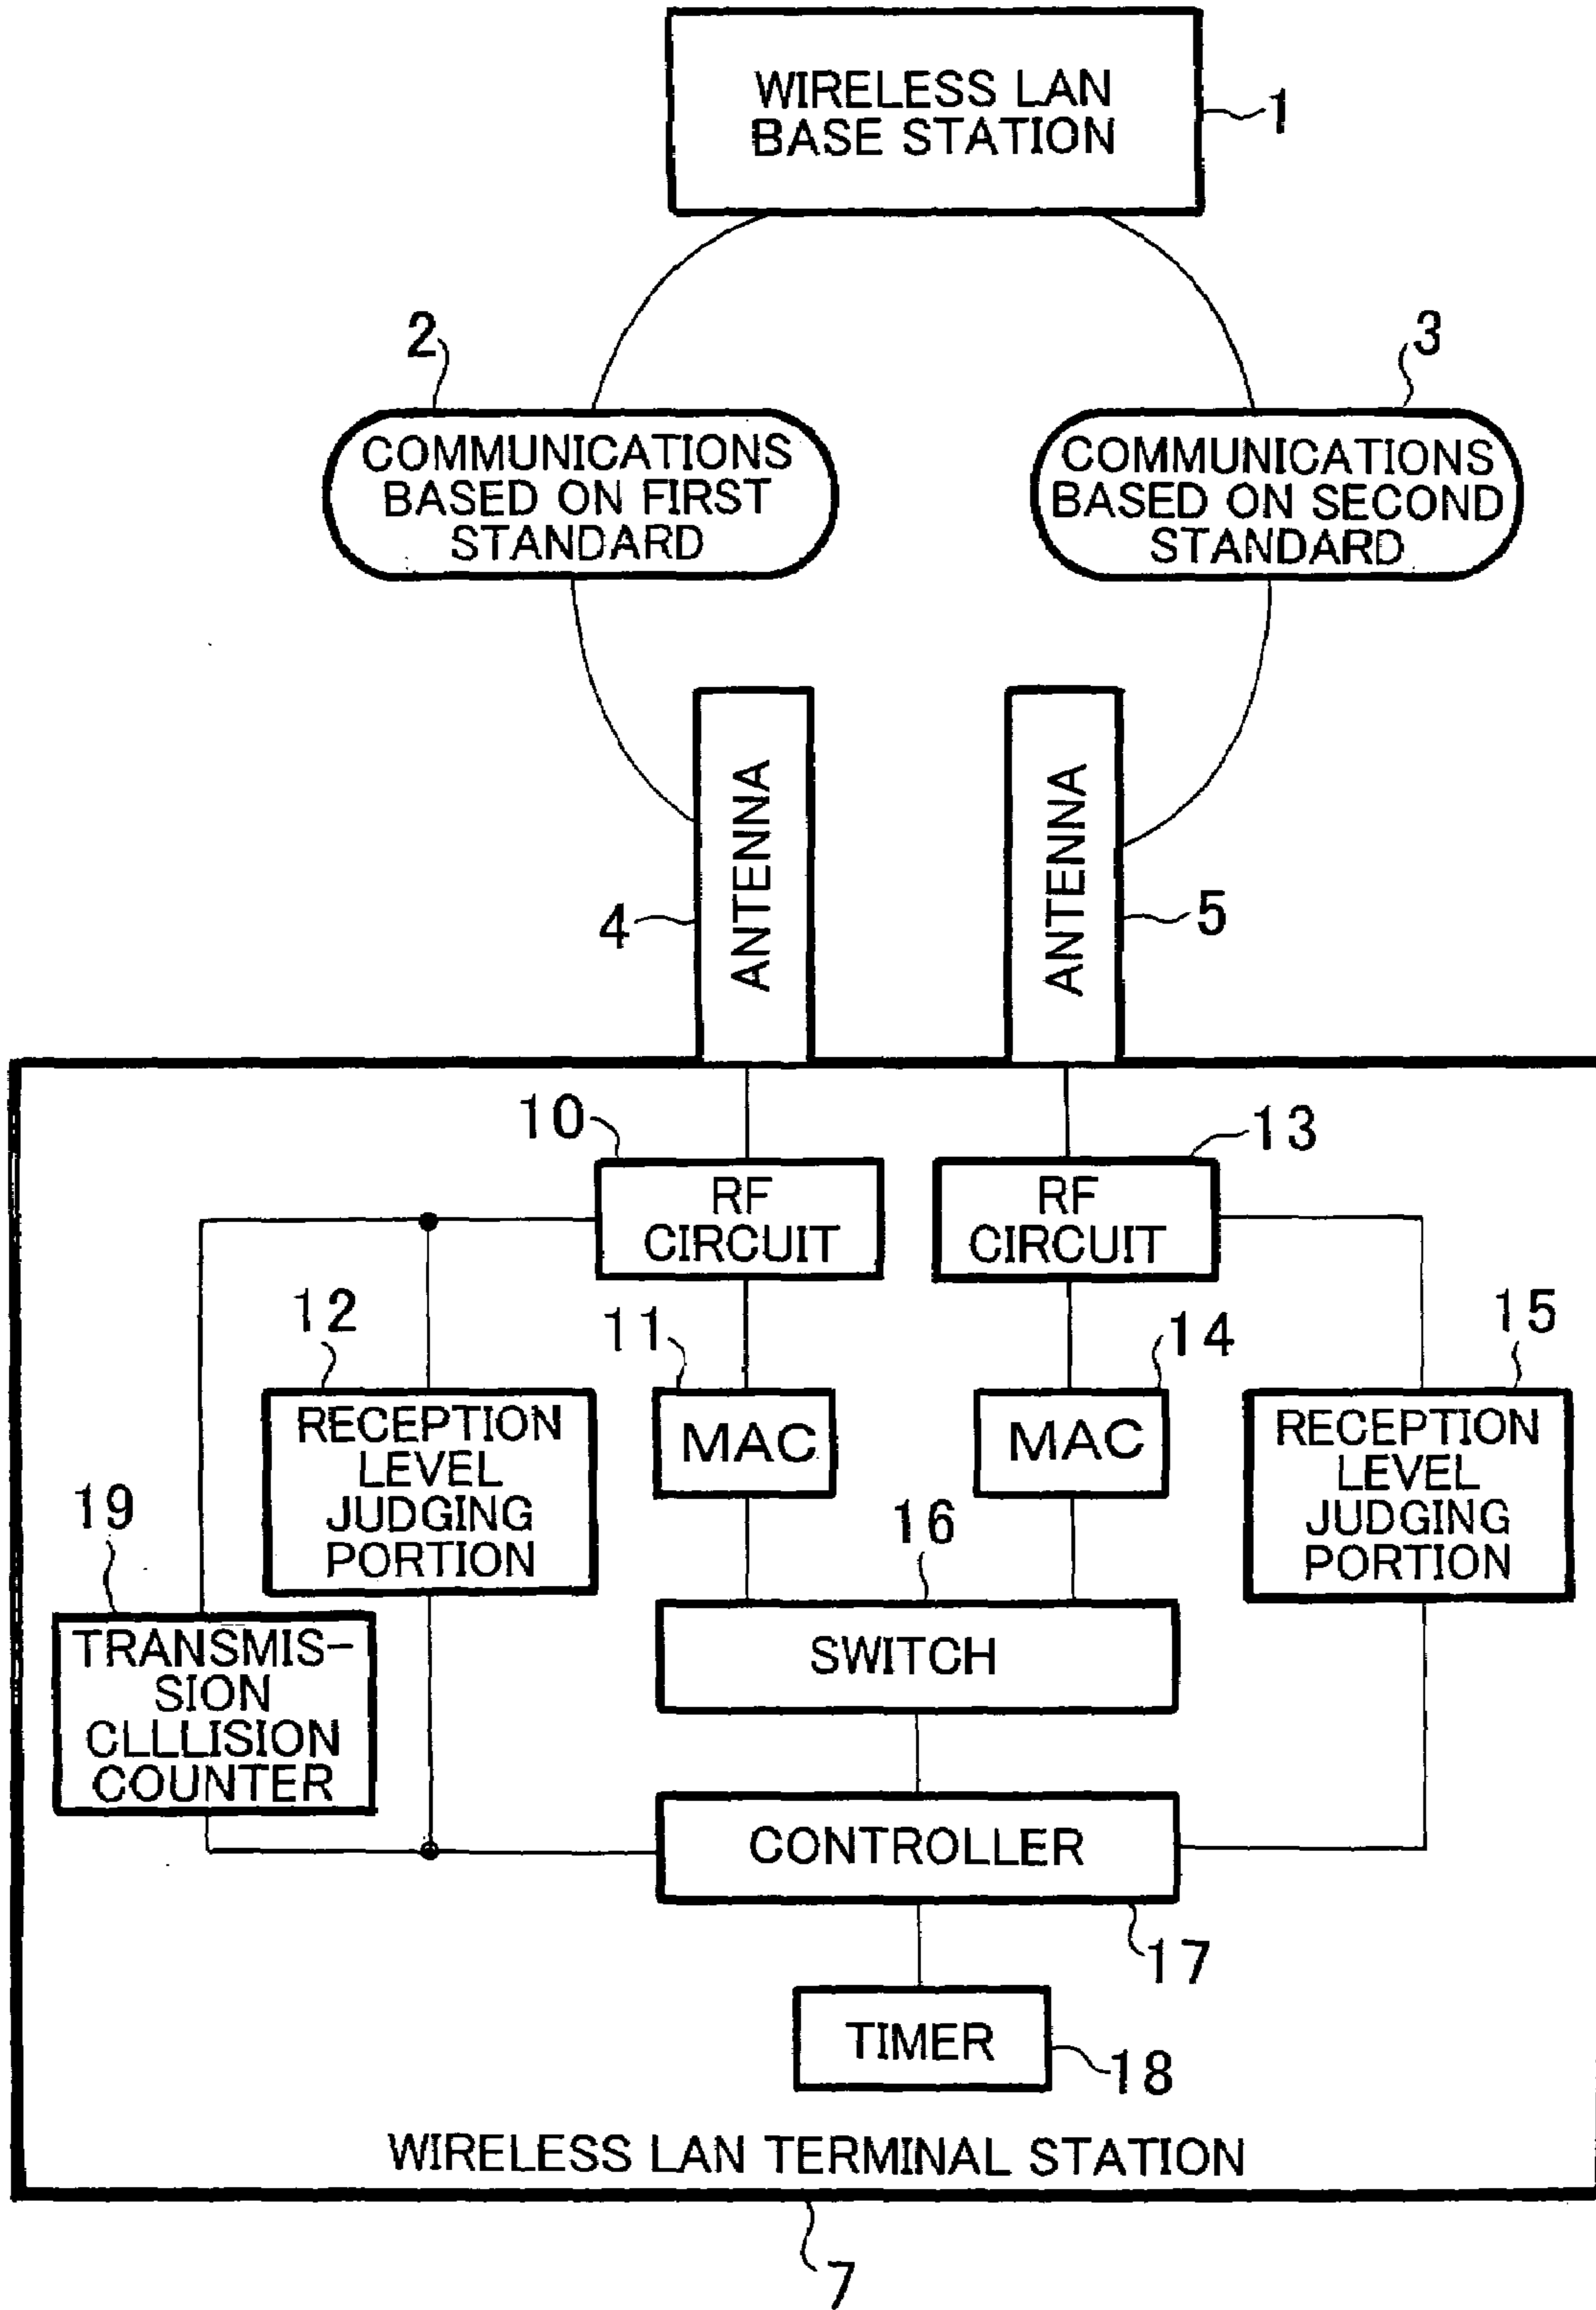 WIRELESS LAN
BASE STATION
1
2
3
COMMUNICATIONS
BASED ON FIRST
STANDARD
COMMUNICATIONS
BASED ON SECOND
STANDARD
ANTENNA
ANTENNA
4
5
10
13
RF
CIRCUIT
RF
CIRCUIT
12
11
14
15
RECEPTION
LEVEL
JUDGING
PORTION
MAC
MAC
RECEPTION
LEVEL
JUDGING
PORTION
19
16
TRANSMIS-
SION
CLLLISION
COUNTER
SWITCH
CONTROLLER
17
TIMER
18
WIRELESS LAN TERMINAL STATION
7